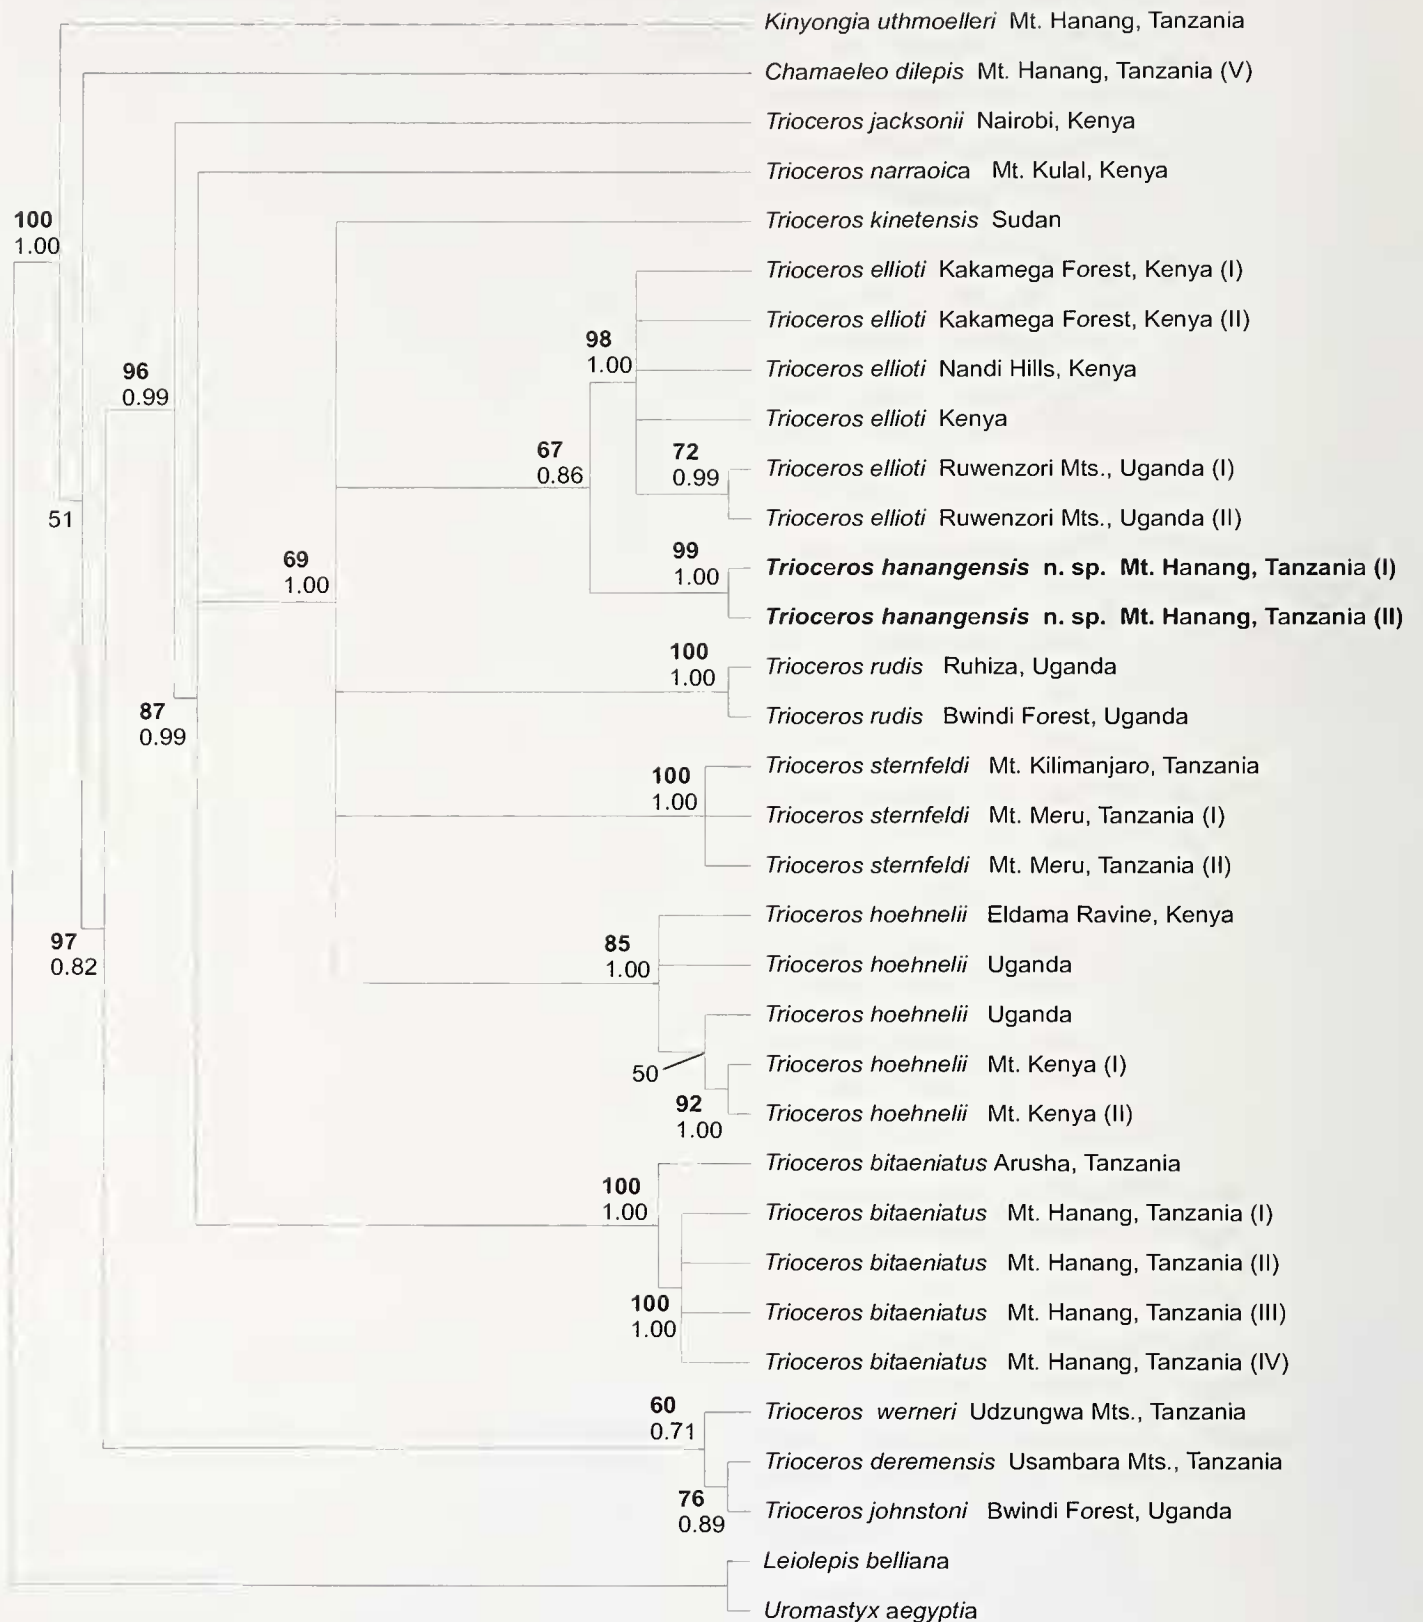 Kinyongia uthmoelleri Mt. Hanang, Tanzania
Chamaeleo dilepis Mt. Hanang, Tanzania (V)
Trioceros jacksonii Nairobi, Kenya
Trioceros narraoica Mt. Kulal, Kenya
100
1.00
Trioceros kinetensis Sudan
Trioceros ellioti Kakamega Forest, Kenya (I)
Trioceros ellioti Kakamega Forest, Kenya (II)
98
1.00
Trioceros ellioti Nandi Hills, Kenya
96
0.99
Trioceros ellioti Kenya
67
0.86
72
0.99
Trioceros ellioti Ruwenzori Mts., Uganda (I)
Trioceros ellioti Ruwenzori Mts., Uganda (II)
51
69
1.00
99
1.00
Trioceros hanangensis n. sp. Mt. Hanang, Tanzania (I)
Trioceros hanangensis n. sp. Mt. Hanang, Tanzania (II)
100
1.00
Trioceros rudis Ruhiza, Uganda
Trioceros rudis Bwindi Forest, Uganda
87
0.99
Trioceros sternfeldi Mt. Kilimanjaro, Tanzania
100
1.00
Trioceros sternfeldi Mt. Meru, Tanzania (I)
Trioceros sternfeldi Mt. Meru, Tanzania (II)
Trioceros hoehnelii Eldama Ravine, Kenya
97
0.82
85
1.00
Trioceros hoehnelii Uganda
Trioceros hoehnelii Uganda
50
Trioceros hoehnelii Mt. Kenya (I)
92
1.00
Trioceros hoehnelii Mt. Kenya (II)
Trioceros bitaeniatus Arusha, Tanzania
100
1.00
Trioceros bitaeniatus Mt. Hanang, Tanzania (I)
Trioceros bitaeniatus Mt. Hanang, Tanzania (II)
100
1.00
Trioceros bitaeniatus Mt. Hanang, Tanzania (III)
Trioceros bitaeniatus Mt. Hanang, Tanzania (IV)
60
0.71
Trioceros werneri Udzungwa Mts., Tanzania
Trioceros deremensis Usambara Mts., Tanzania
76
0.89
Trioceros johnstoni Bwindi Forest, Uganda
Leiolepis belliana
Uromastyx aegyptia